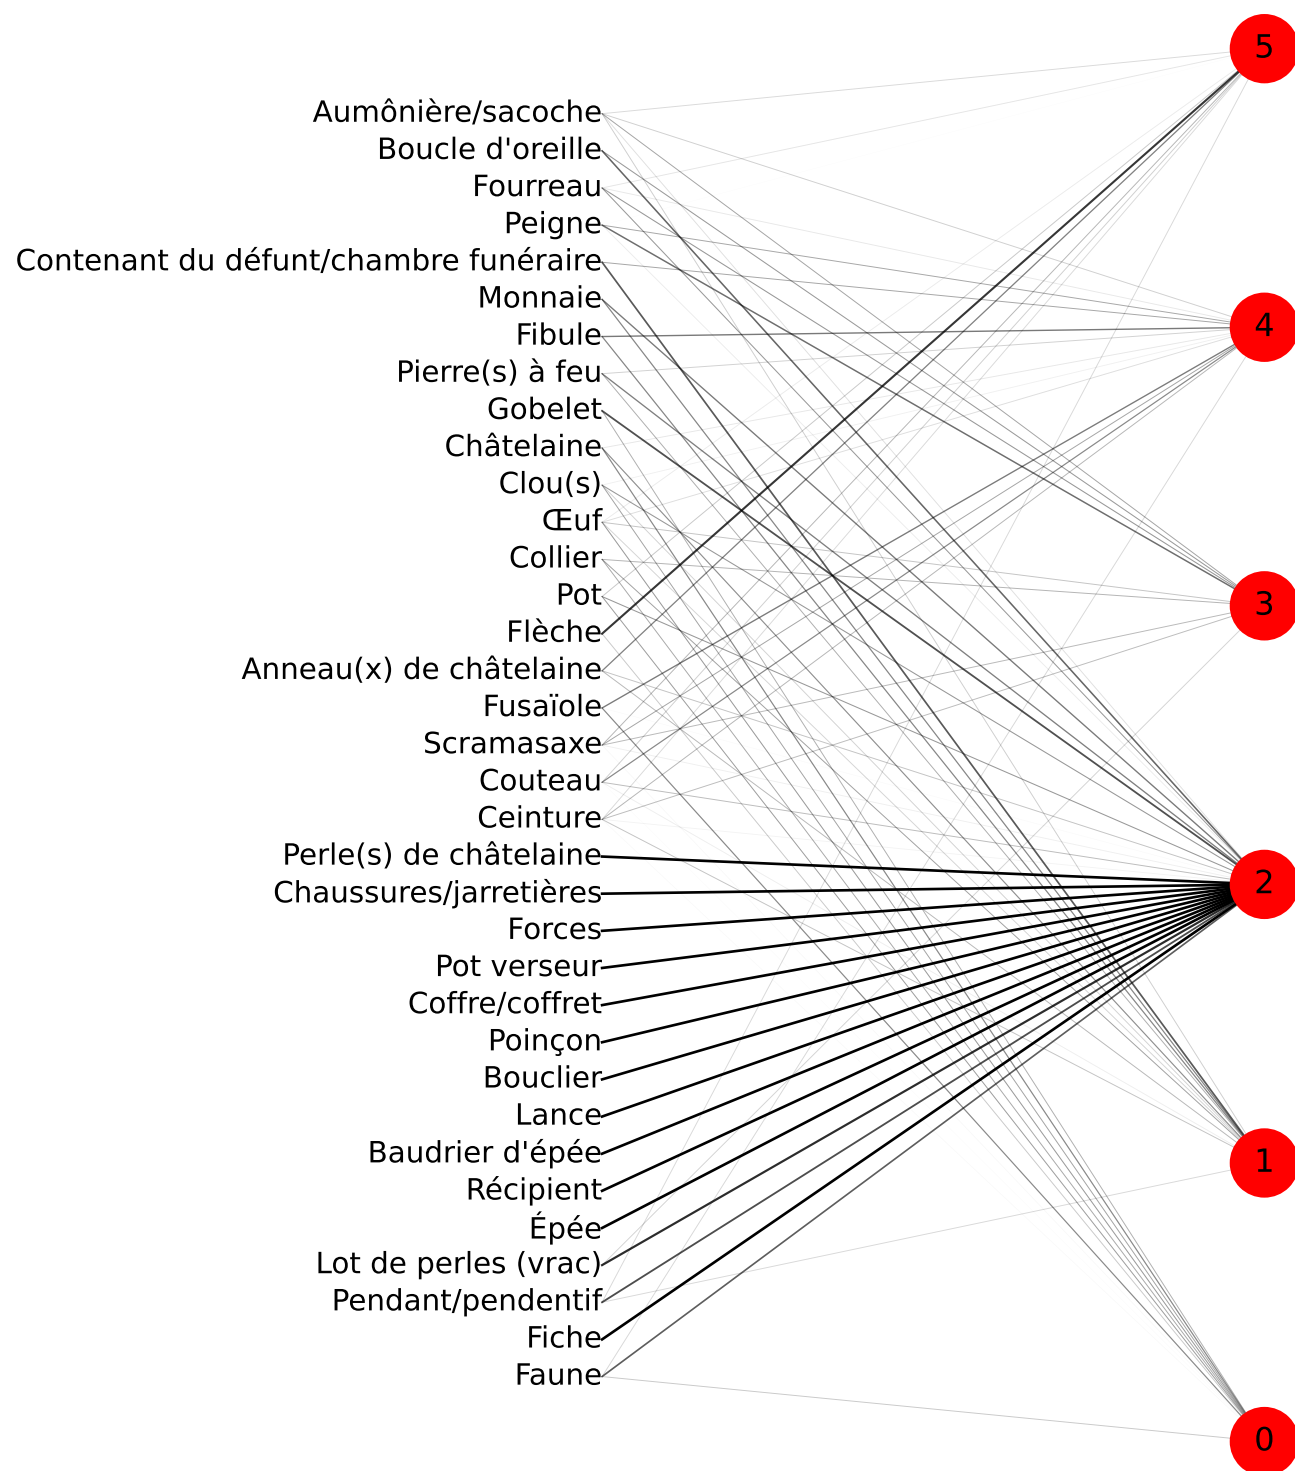 5
Aumônière/sacoche
Boucle d'oreille
Fourreau
Peigne
Contenant du défunt/chambre funéraire
Monnaie
4
Fibule
Pierre(s) à feu
Gobelet
Châtelaine
Clou(s)
Œuf
Collier
Pot
3
Flèche
Anneau(x) de châtelaine
Fusaïole
Scramasaxe
Couteau
Ceinture
Perle(s) de châtelaine
2
Chaussures/jarretières
Forces
Pot verseur
Coffre/coffret
Poinçon
Bouclier
Lance
Baudrier d'épée
1
Récipient
Épée
Lot de perles (vrac)
Pendant/pendentif
Fiche
Faune
0